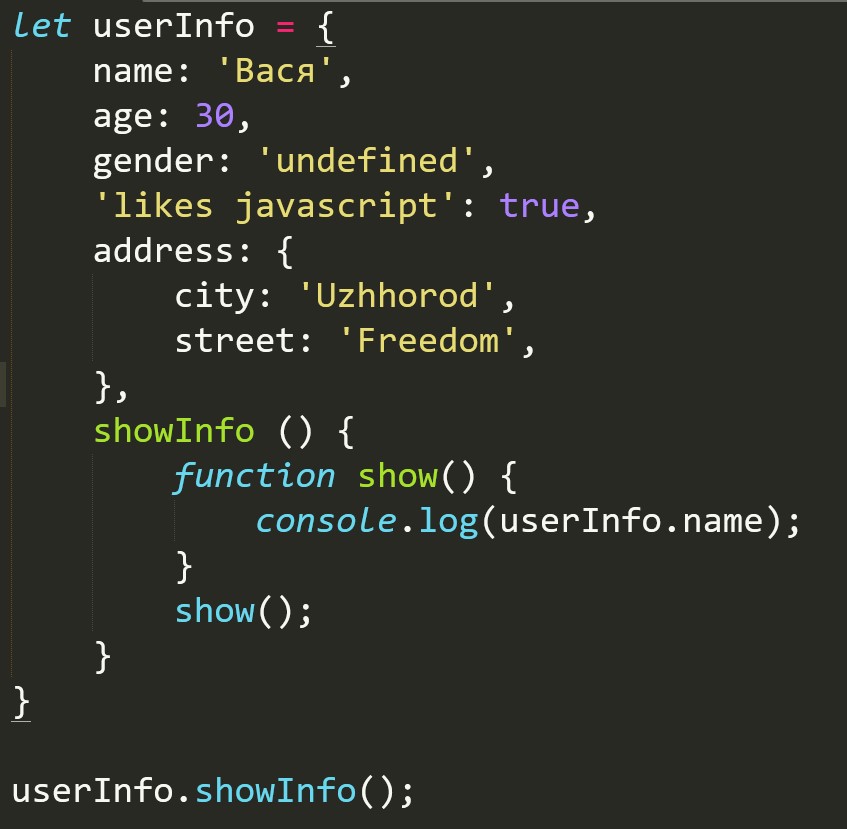 let userInfo = {
    name: 'Вася',
    age: 30,
    gender: 'undefined',
    'likes javascript': true,
    address: {
        city: 'Uzhhorod',
        street: 'Freedom',
    },
    showInfo () {
        function show() {
            console.log(userInfo.name);
        }
        show();
    }
}

userInfo.showInfo();